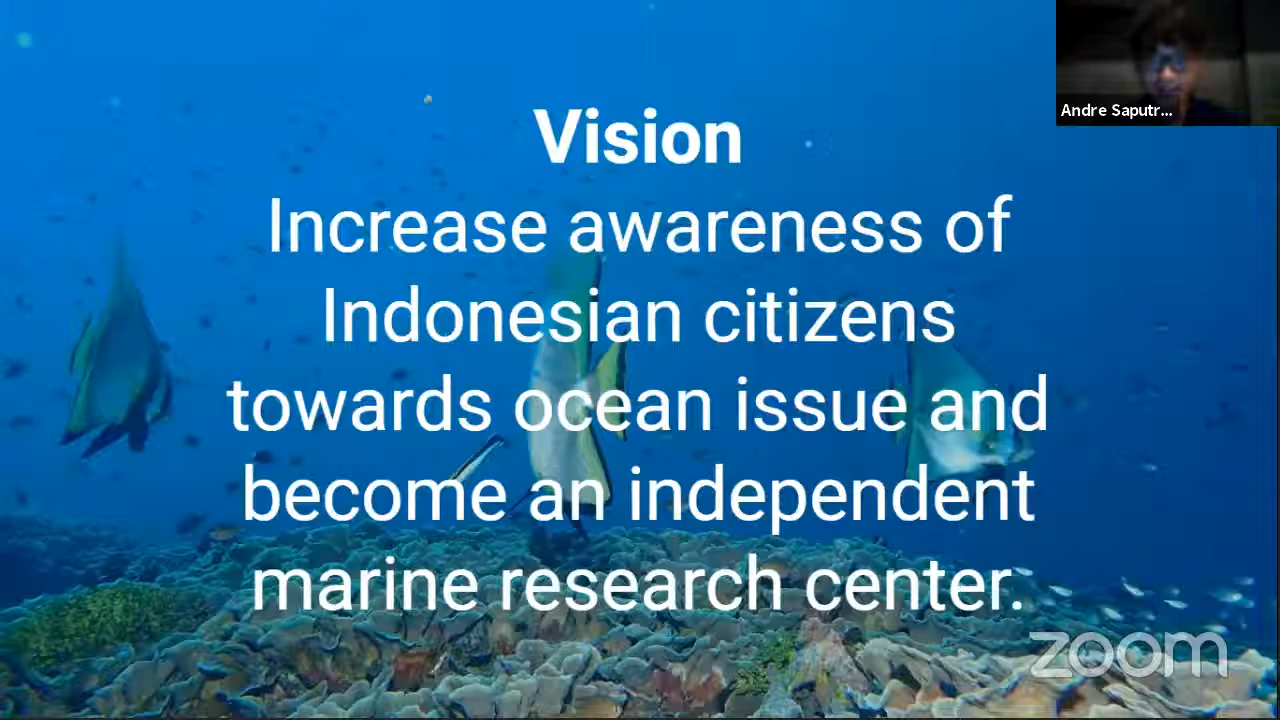 Andre Saputr...
Vision
Increase awareness of
Indonesian citizens
towards ocean issue and
become an independent
marine research center.
zoom